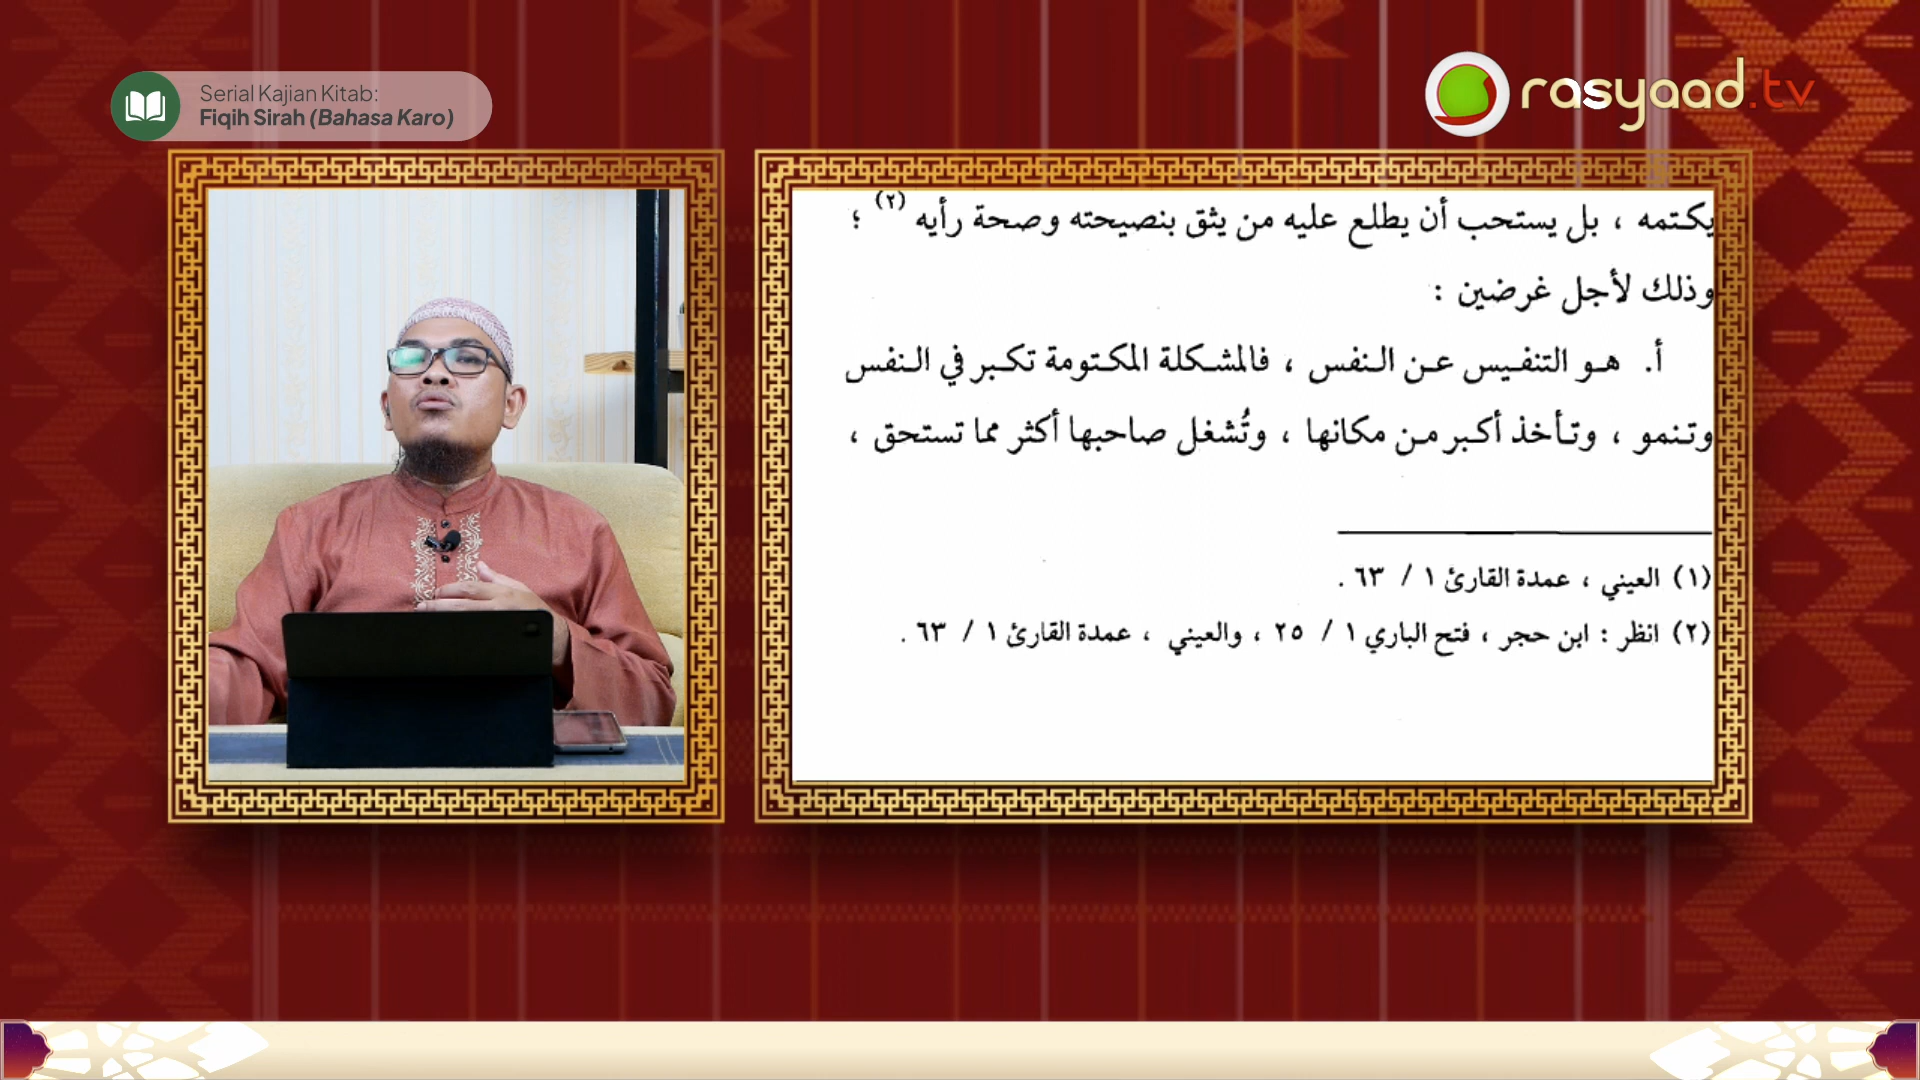 Serial Kajian Kitab:
Fiqih Sirah (Bahasa Karo)
rasyaad.tv
يكتمه ، بل يستحب أن يطلع عليه من يثق بنصيحته وصحة رأيه (٢) ؛
وذلك لأجل غرضين :
أ. هو التنفيس عن النفس ، فالمشكلة المكتومة تكبر في النفس
وتنمو ، وتأخذ أكبر من مكانها ، وتُشغل صاحبها أكثر مما تستحق ،
(١) العيني ، عمدة القارئ ١ / ٦٣ .
(٢) انظر : ابن حجر ، فتح الباري ١ / ٢٥ ، والعيني ، عمدة القارئ ١ / ٦٣ .